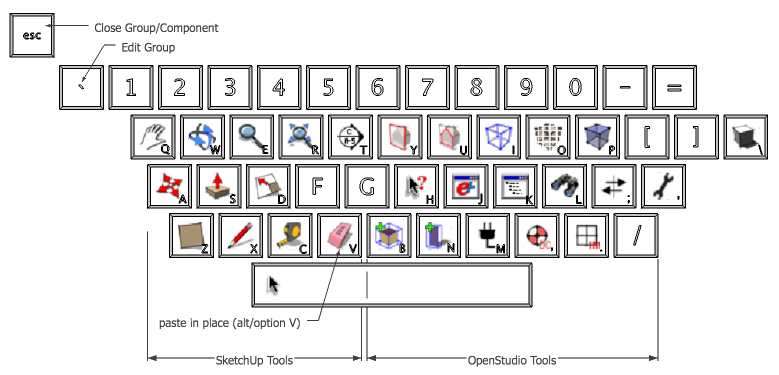 esc
Close Group/Component
Edit Group
` 1 2 3 4 5 6 7 8 9 0 - =
Q W E R T Y U I O P [ ] \
A S D F G H J K L ; '
Z X C V B N M , . /
paste in place (alt/option V)
SketchUp Tools
OpenStudio Tools